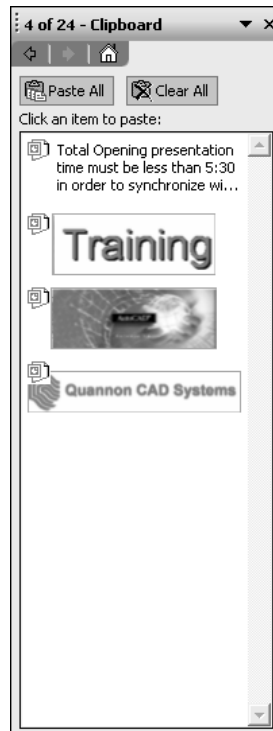 4 of 24 - Clipboard
Paste All Clear All
Click an item to paste:
Total Opening presentation
time must be less than 5:30
in order to synchronize wi...
Training
AutoCAD
Quannon CAD Systems